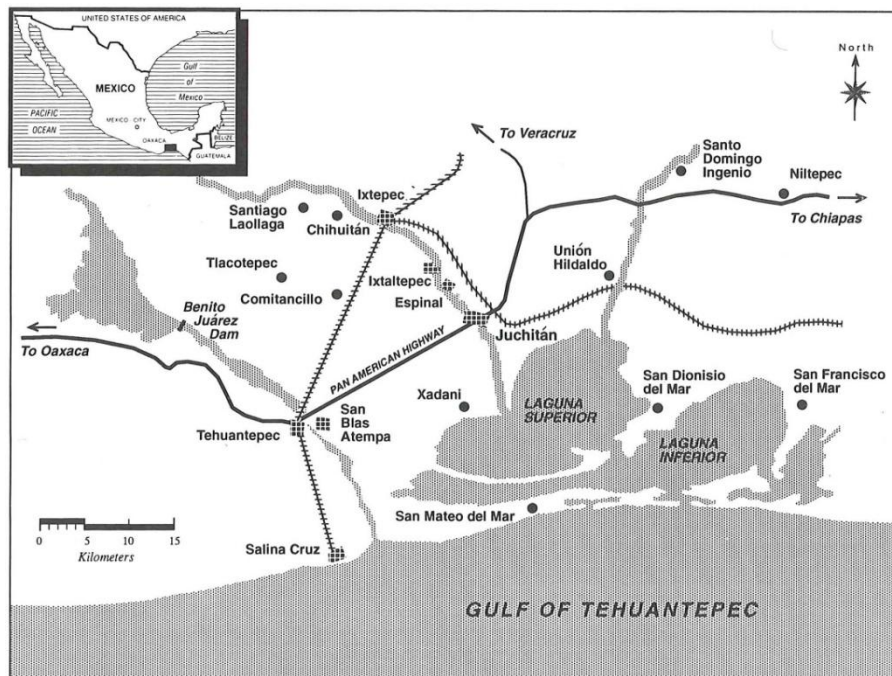 UNITED STATES OF AMERICA
Gulf
of
Mexico
MEXICO
MEXICO CITY
PACIFIC
OCEAN
OAXACA
BELIZE
GUATEMALA
North
To Veracruz
Santo
Domingo
Ingenio
Niltepec
To Chiapas
Ixtepec
Santiago
Laollaga
Chihuitán
Tlacotepec
Ixtaltepec
Unión
Hildaldo
Comitancillo
Espinal
Benito
Juárez
Dam
Juchitán
To Oaxaca
PAN AMERICAN HIGHWAY
Xadani
LAGUNA
SUPERIOR
San Dionisio
del Mar
San Francisco
del Mar
San
Blas
Atempa
Tehuantepec
LAGUNA
INFERIOR
San Mateo del Mar
0 5 15
Kilometers
Salina Cruz
GULF OF TEHUANTEPEC